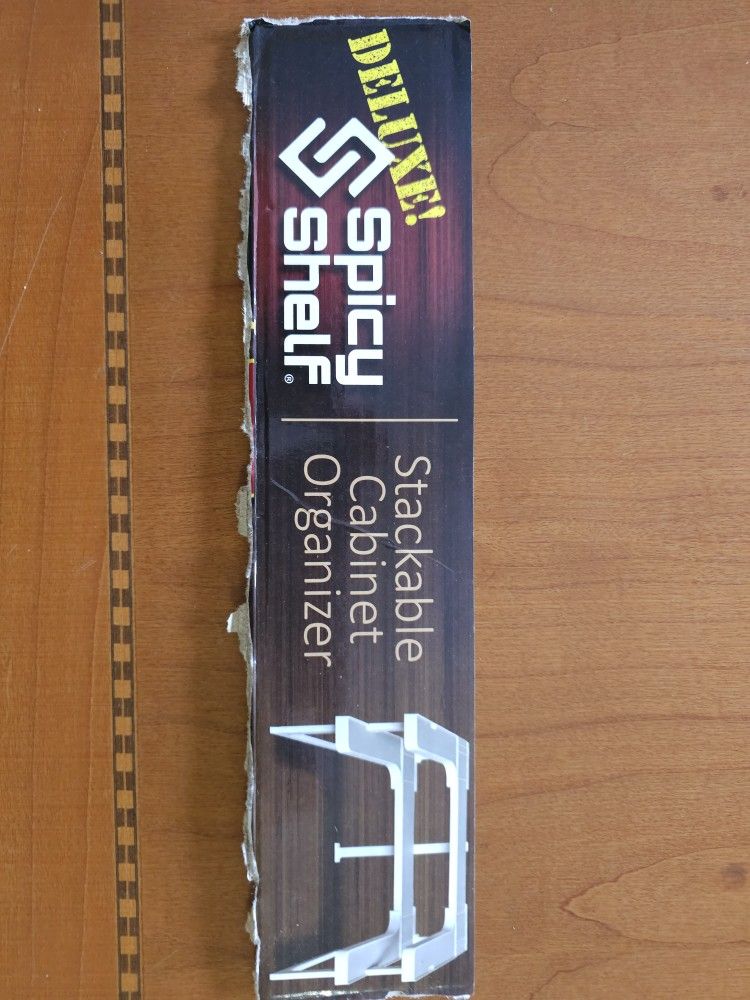 DELUXE!
Spicy
Shelf®
Stackable
Cabinet
Organizer